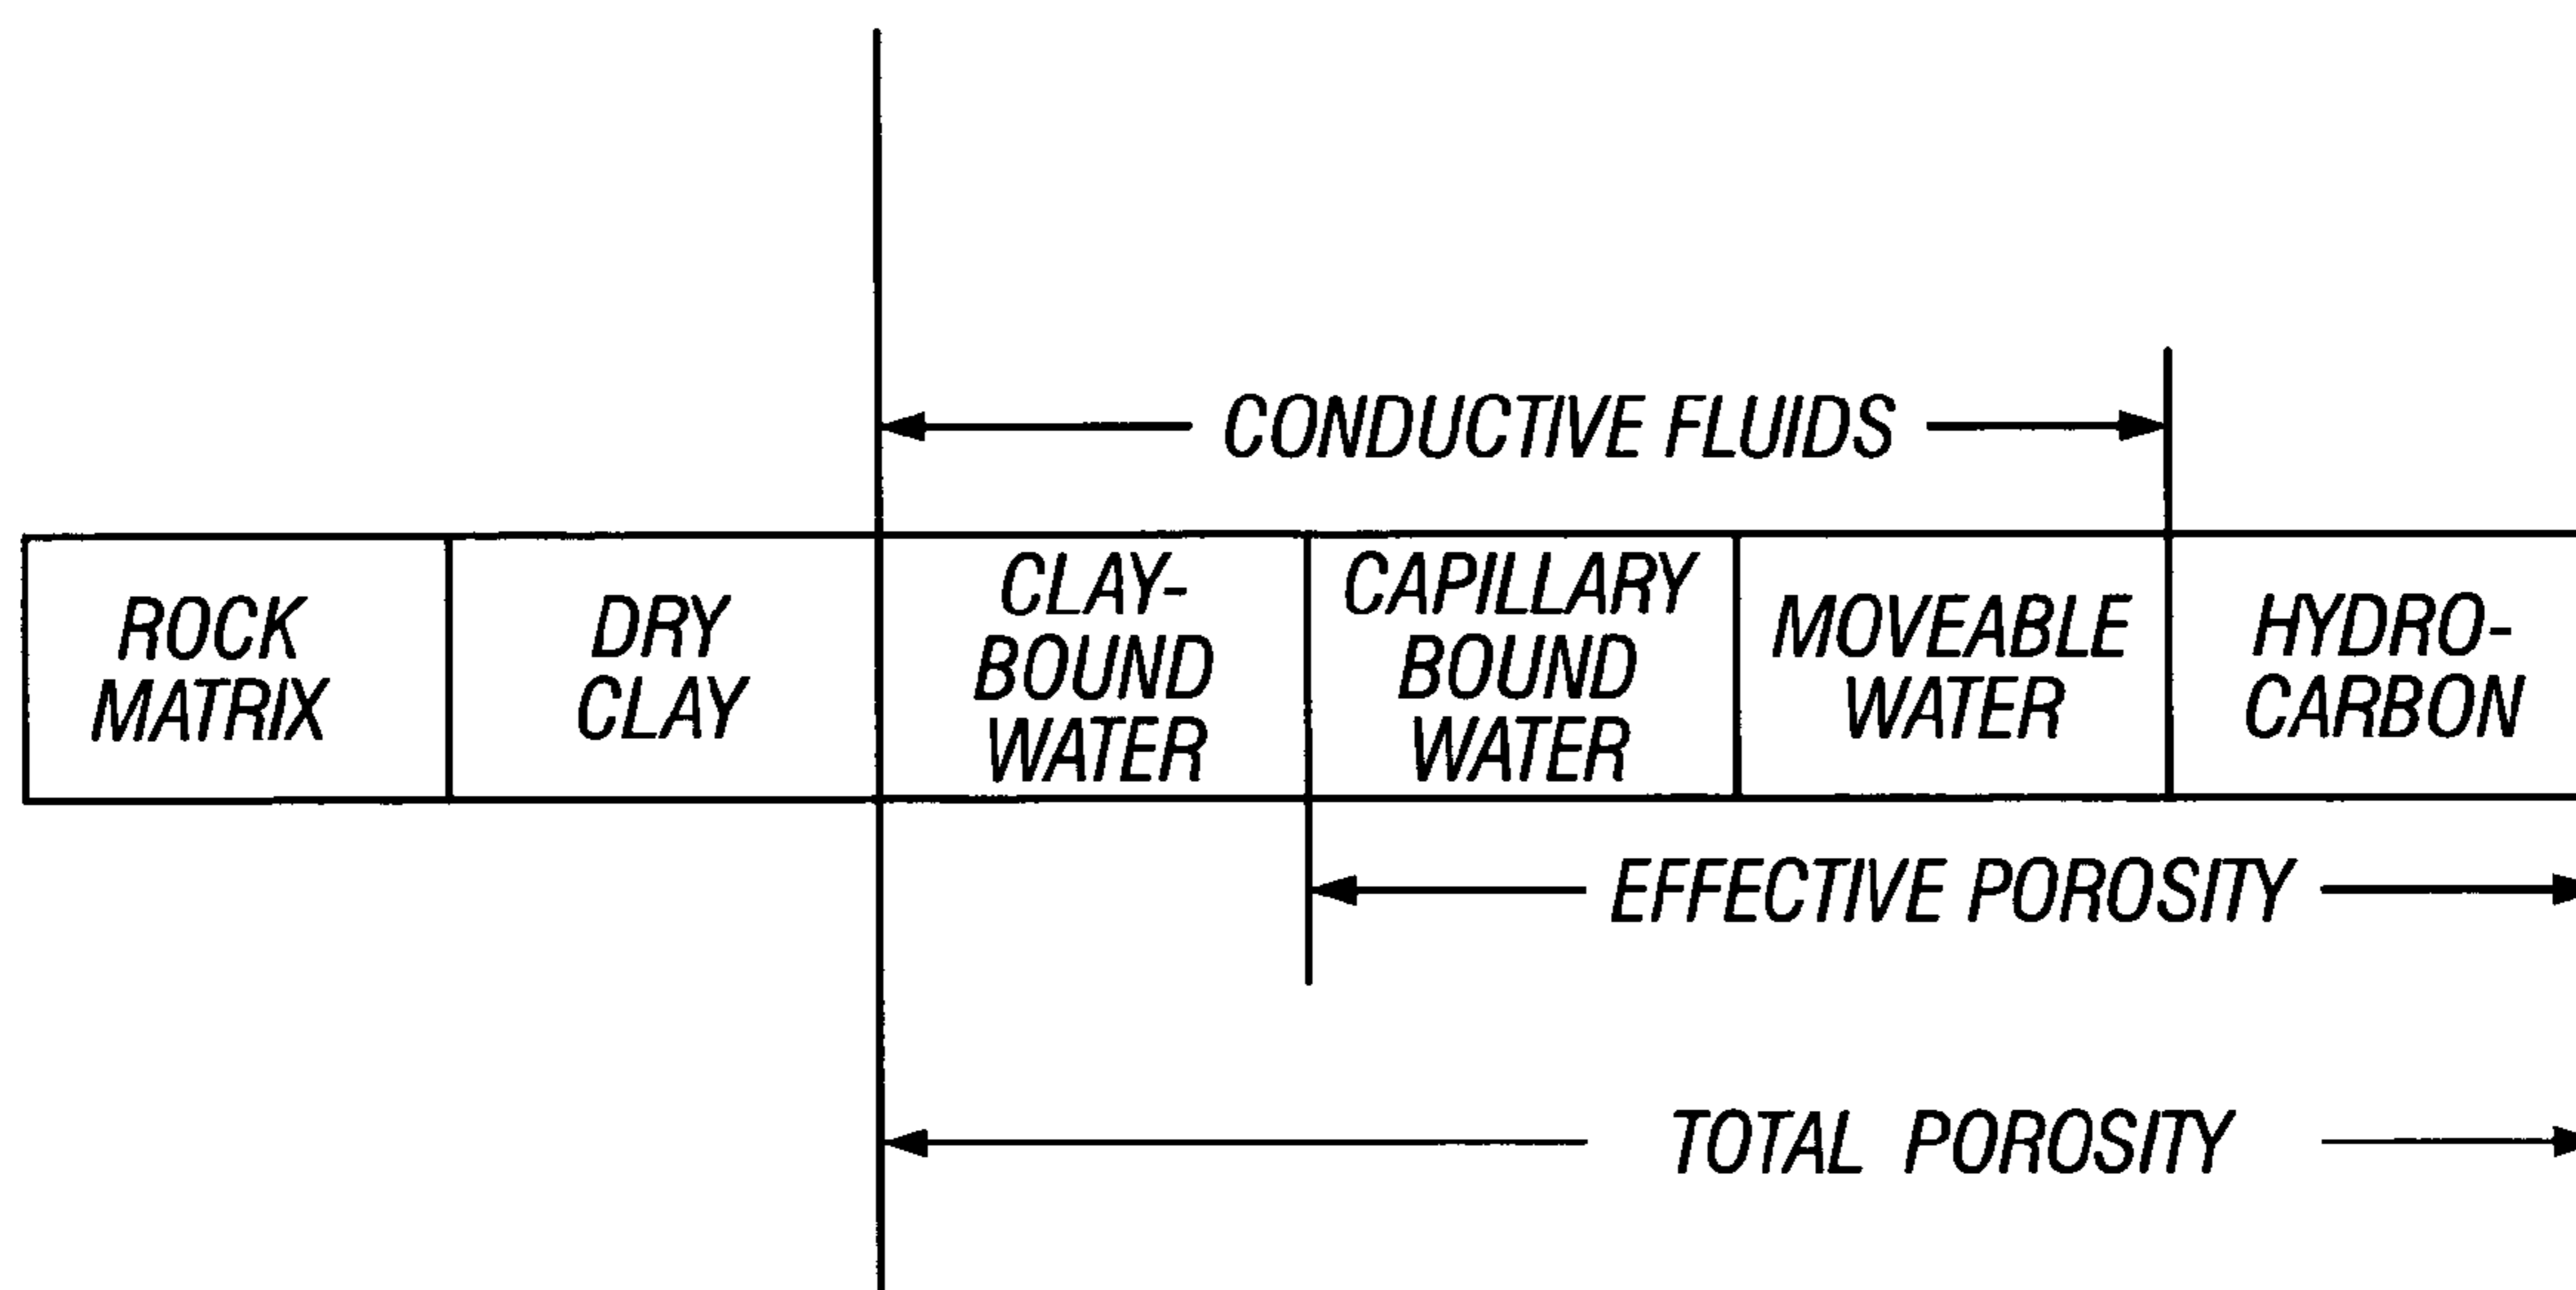 CONDUCTIVE FLUIDS
ROCK
MATRIX
DRY
CLAY
CLAY-
BOUND
WATER
CAPILLARY
BOUND
WATER
MOVEABLE
WATER
HYDRO-
CARBON
EFFECTIVE POROSITY
TOTAL POROSITY